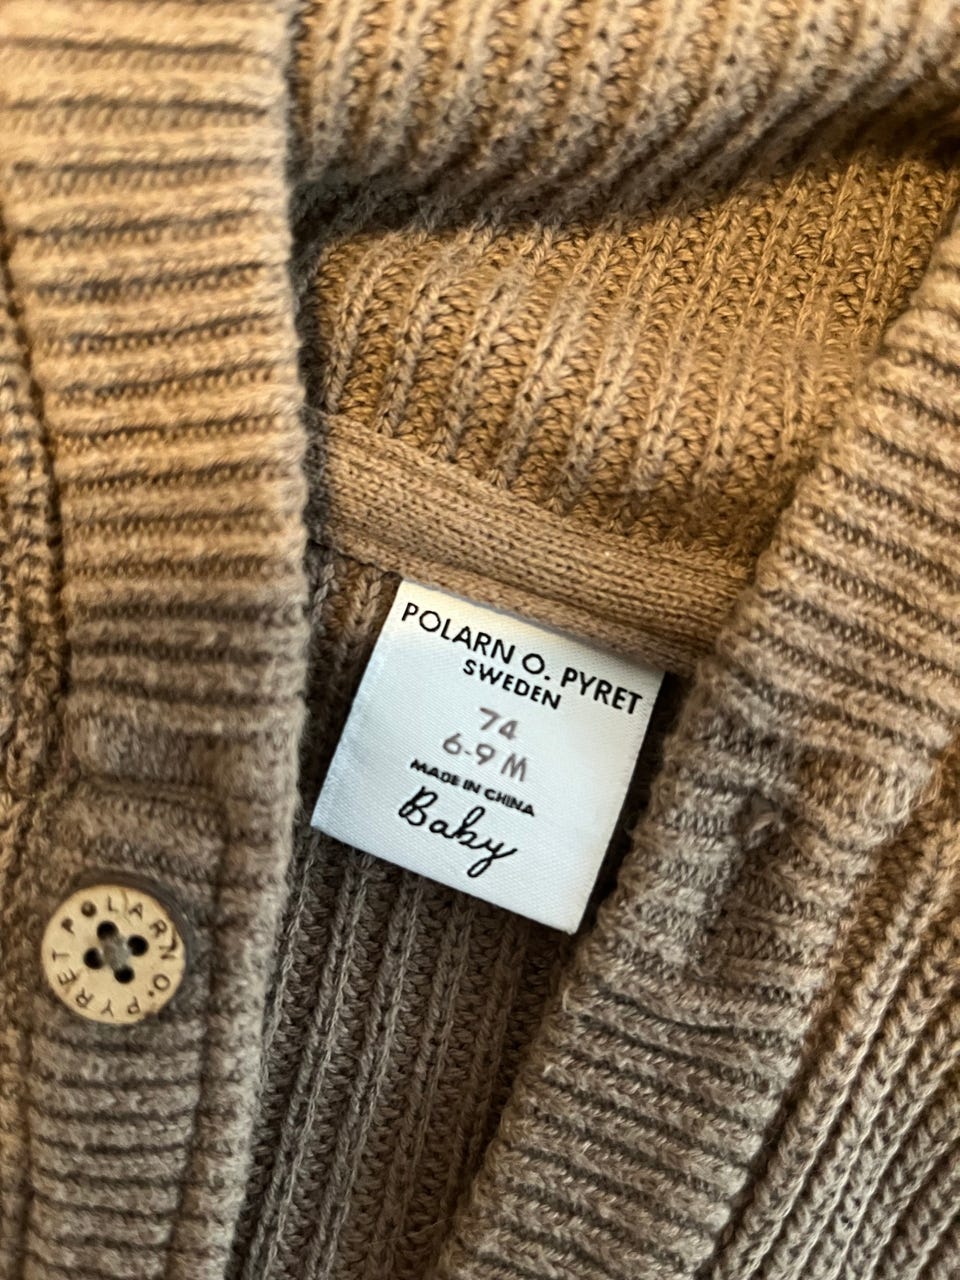 POLARN O. PYRET
SWEDEN
74
6-9 M
MADE IN CHINA
Baby
POLARN O. PYRET